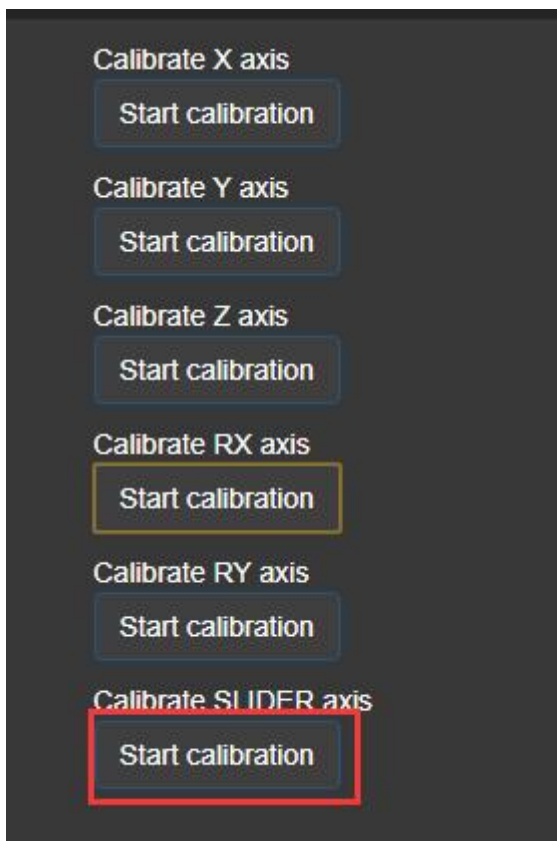 Calibrate X axis
Start calibration
Calibrate Y axis
Start calibration
Calibrate Z axis
Start calibration
Calibrate RX axis
Start calibration
Calibrate RY axis
Start calibration
Calibrate SLIDER axis
Start calibration